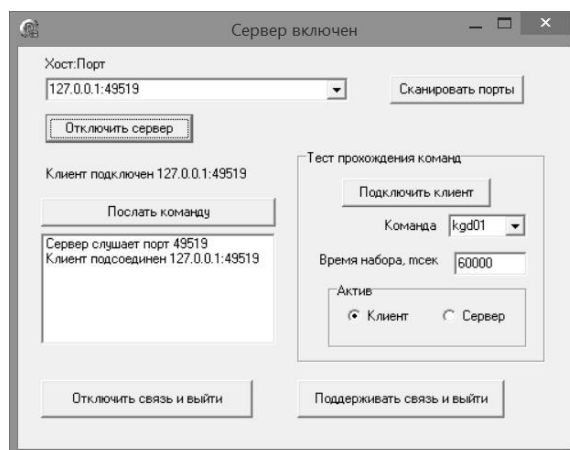 Сервер включен
Хост:Порт
127.0.0.1:49519
Сканировать порты
Отключить сервер
Клиент подключен 127.0.0.1:49519
Послать команду
Сервер слушает порт 49519
Клиент подсоединен 127.0.0.1:49519
Тест прохождения команд
Подключить клиент
Команда kgd01
Время набора, мсек 60000
Актив
Клиент Сервер
Отключить связь и выйти
Поддерживать связь и выйти